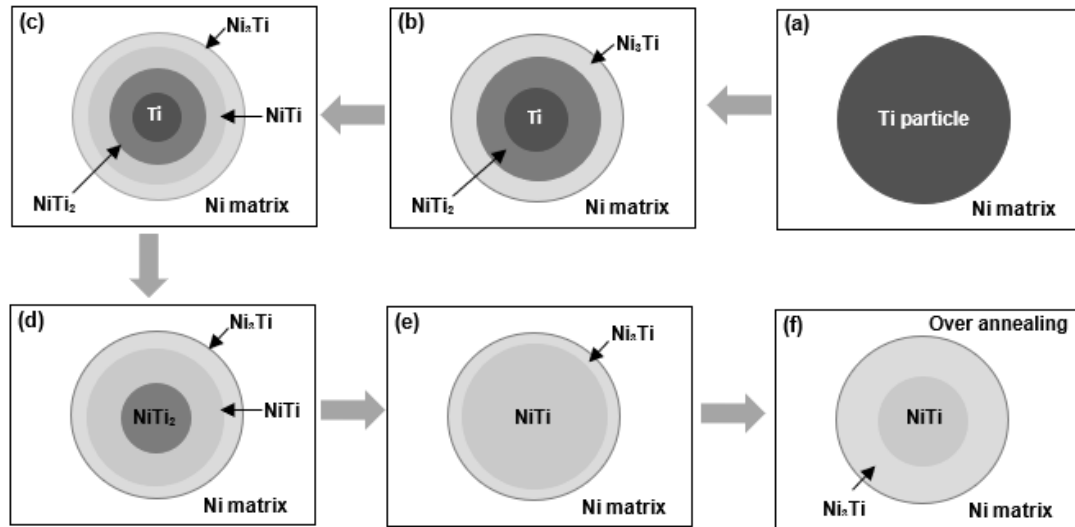 (c)
Ni₃Ti
Ti
NiTi
NiTi₂
Ni matrix
(b)
Ni₃Ti
Ti
NiTi₂
Ni matrix
(a)
Ti particle
Ni matrix
(d)
Ni₃Ti
NiTi₂
NiTi
Ni matrix
(e)
Ni₃Ti
NiTi
Ni matrix
(f)
Over annealing
NiTi
Ni₃Ti
Ni matrix